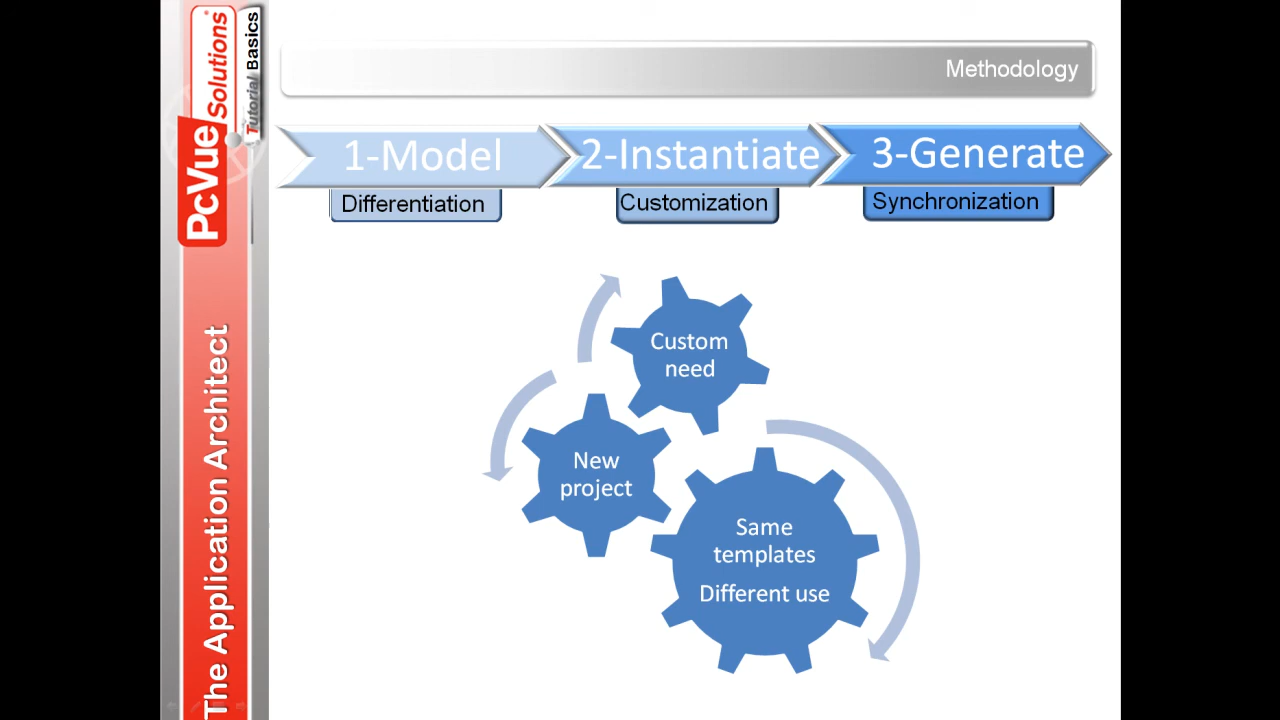 PcVue Solutions
Tutorial Basics
The Application Architect
Methodology
1-Model
2-Instantiate
3-Generate
Differentiation
Customization
Synchronization
Custom
need
New
project
Same
templates
Different use